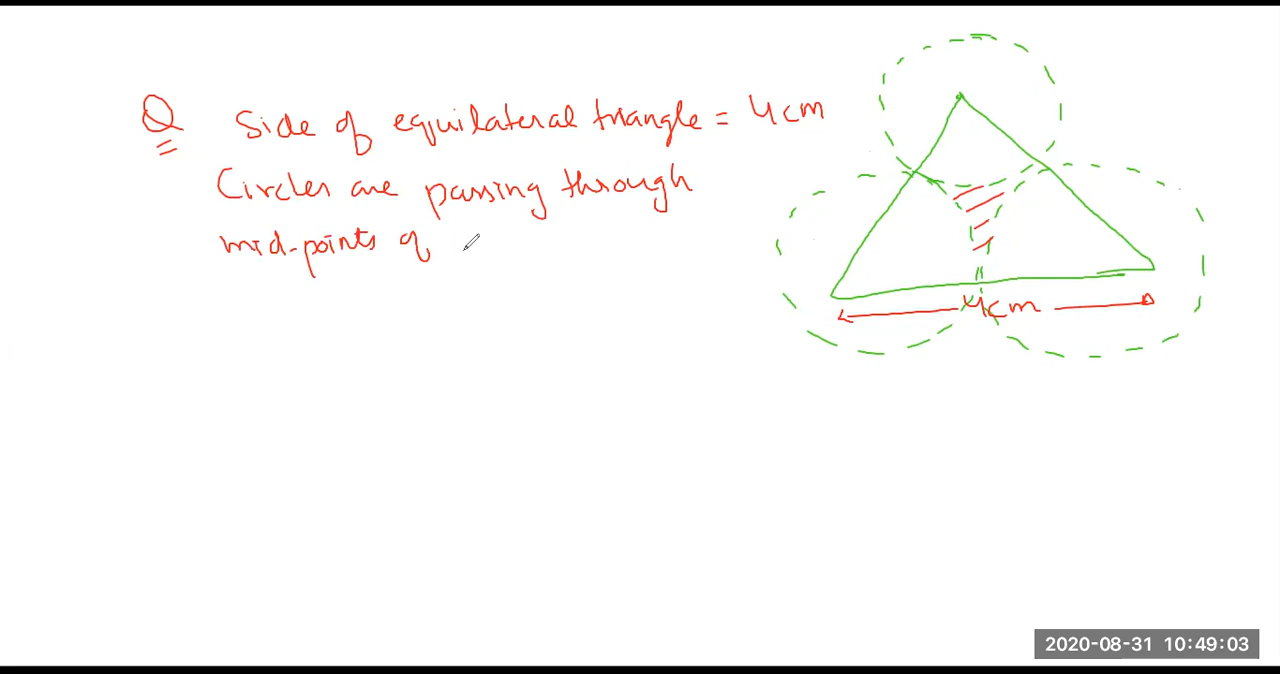 Q Side of equilateral triangle = 4cm
Circles are passing through
mid-points of
4cm
2020-08-31 10:49:03